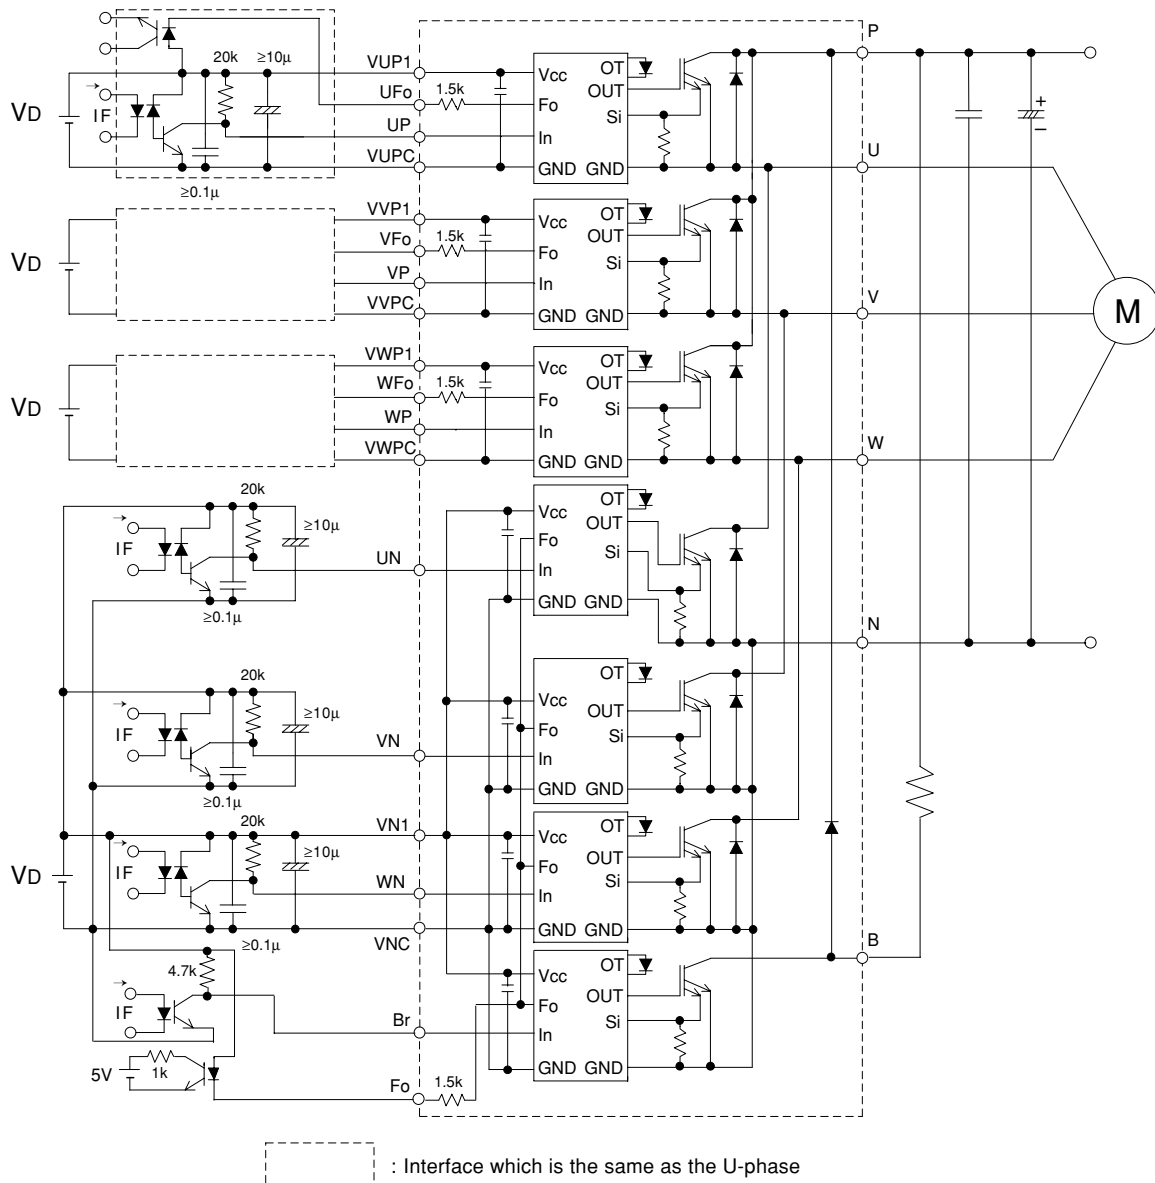 P
20k
≥10μ
VUP1
Vcc
OT
OUT
UFo
1.5k
Fo
Si
VD
IF
UP
In
VUPC
GND GND
U
≥0.1μ
+
–
VVP1
Vcc
OT
OUT
VFo
1.5k
Fo
Si
VD
VP
In
VVPC
GND GND
V
M
VWP1
Vcc
OT
OUT
WFo
1.5k
Fo
Si
VD
WP
In
VWPC
GND GND
W
20k
≥10μ
IF
Vcc
OT
OUT
Fo
Si
UN
In
GND GND
≥0.1μ
N
20k
≥10μ
IF
Vcc
OT
OUT
Fo
Si
VN
In
GND GND
≥0.1μ
20k
≥10μ
VN1
Vcc
OT
OUT
IF
Fo
Si
VD
WN
In
VNC
GND GND
≥0.1μ
B
4.7k
Vcc
OT
OUT
IF
Fo
Si
Br
In
GND GND
5V
1k
Fo
1.5k
: Interface which is the same as the U-phase